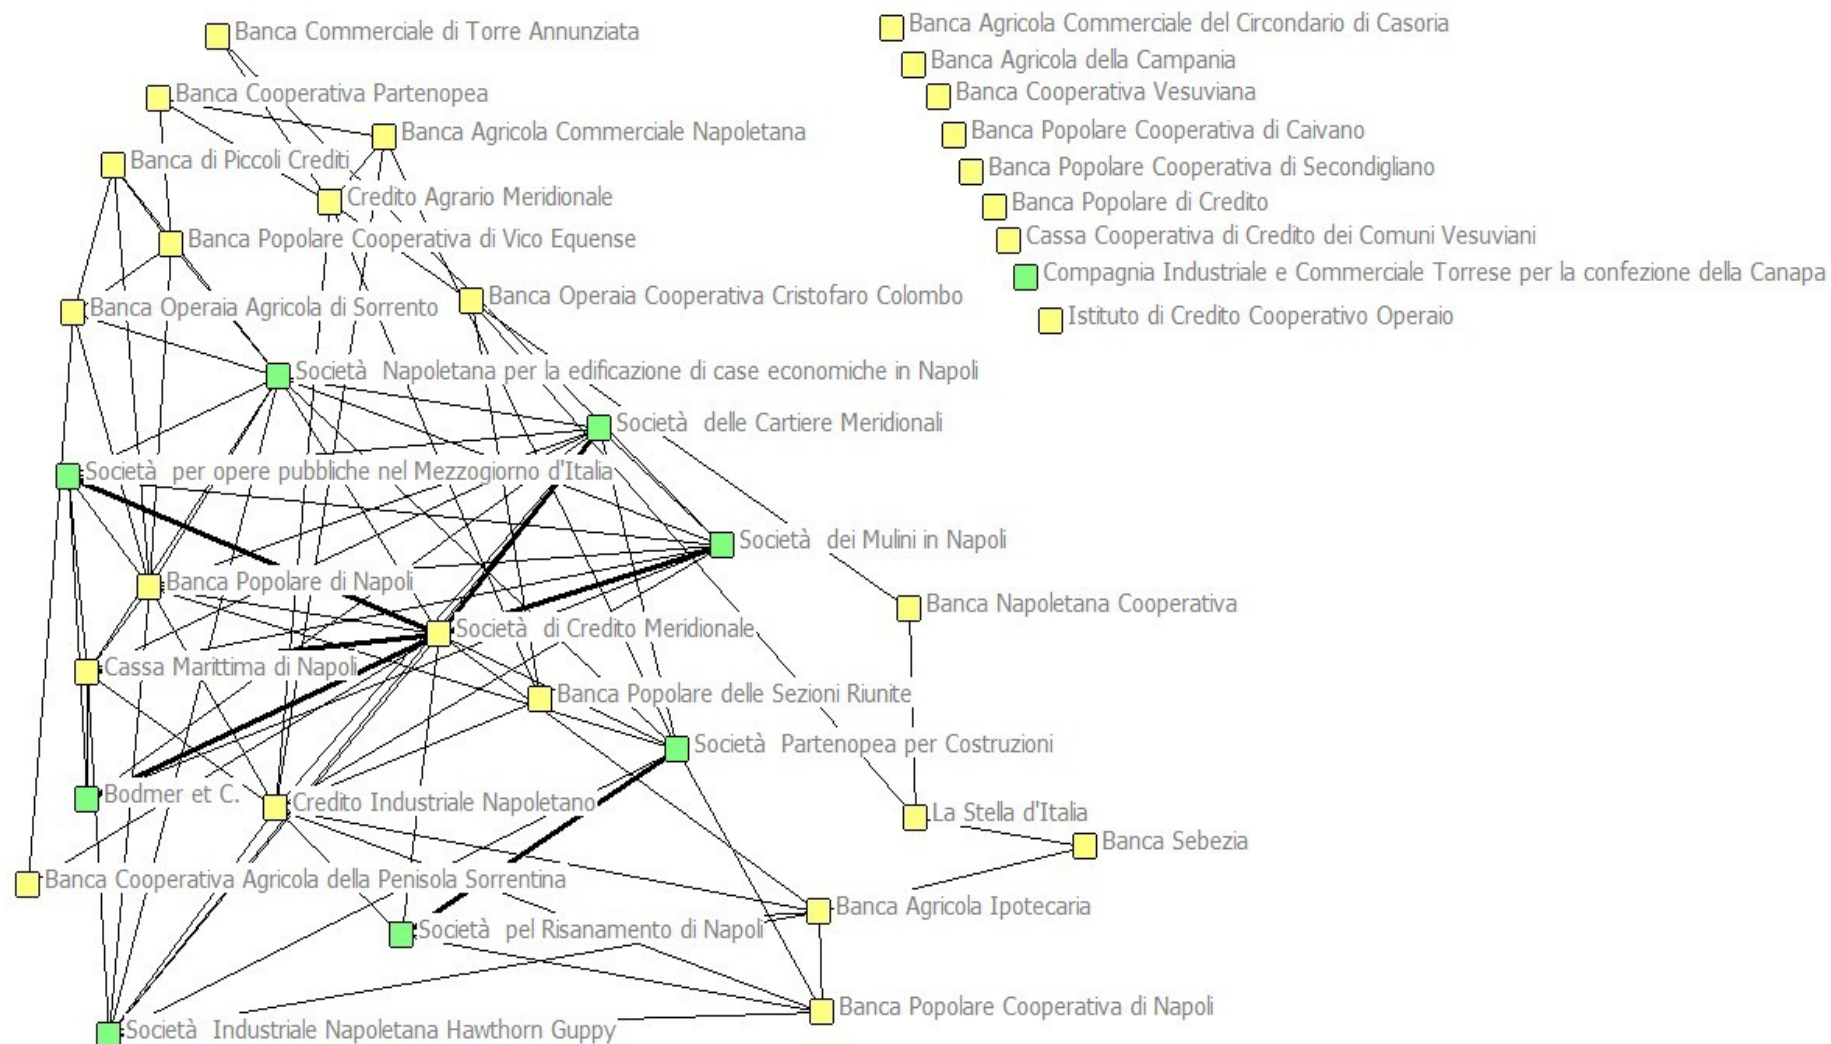 Banca Commerciale di Torre Annunziata
Banca Cooperativa Partenopea
Banca Agricola Commerciale Napoletana
Banca di Piccoli Crediti
Credito Agrario Meridionale
Banca Popolare Cooperativa di Vico Equense
Banca Operaia Agricola di Sorrento
Banca Operaia Cooperativa Cristofaro Colombo
Società Napoletana per la edificazione di case economiche in Napoli
Società delle Cartiere Meridionali
Società per opere pubbliche nel Mezzogiorno d'Italia
Società dei Mulini in Napoli
Banca Popolare di Napoli
Banca Napoletana Cooperativa
Società di Credito Meridionale
Cassa Marittima di Napoli
Banca Popolare delle Sezioni Riunite
Società Partenopea per Costruzioni
Bodmer et C.
Credito Industriale Napoletano
La Stella d'Italia
Banca Sebezia
Banca Cooperativa Agricola della Penisola Sorrentina
Banca Agricola Ipotecaria
Società pel Risanamento di Napoli
Banca Popolare Cooperativa di Napoli
Società Industriale Napoletana Hawthorn Guppy
Banca Agricola Commerciale del Circondario di Casoria
Banca Agricola della Campania
Banca Cooperativa Vesuviana
Banca Popolare Cooperativa di Caivano
Banca Popolare Cooperativa di Secondigliano
Banca Popolare di Credito
Cassa Cooperativa di Credito dei Comuni Vesuviani
Compagnia Industriale e Commerciale Torrese per la confezione della Canapa
Istituto di Credito Cooperativo Operaio